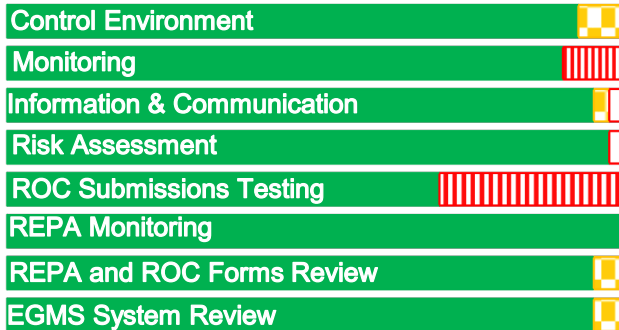 Control Environment
Monitoring
Information & Communication
Risk Assessment
ROC Submissions Testing
REPA Monitoring
REPA and ROC Forms Review
EGMS System Review